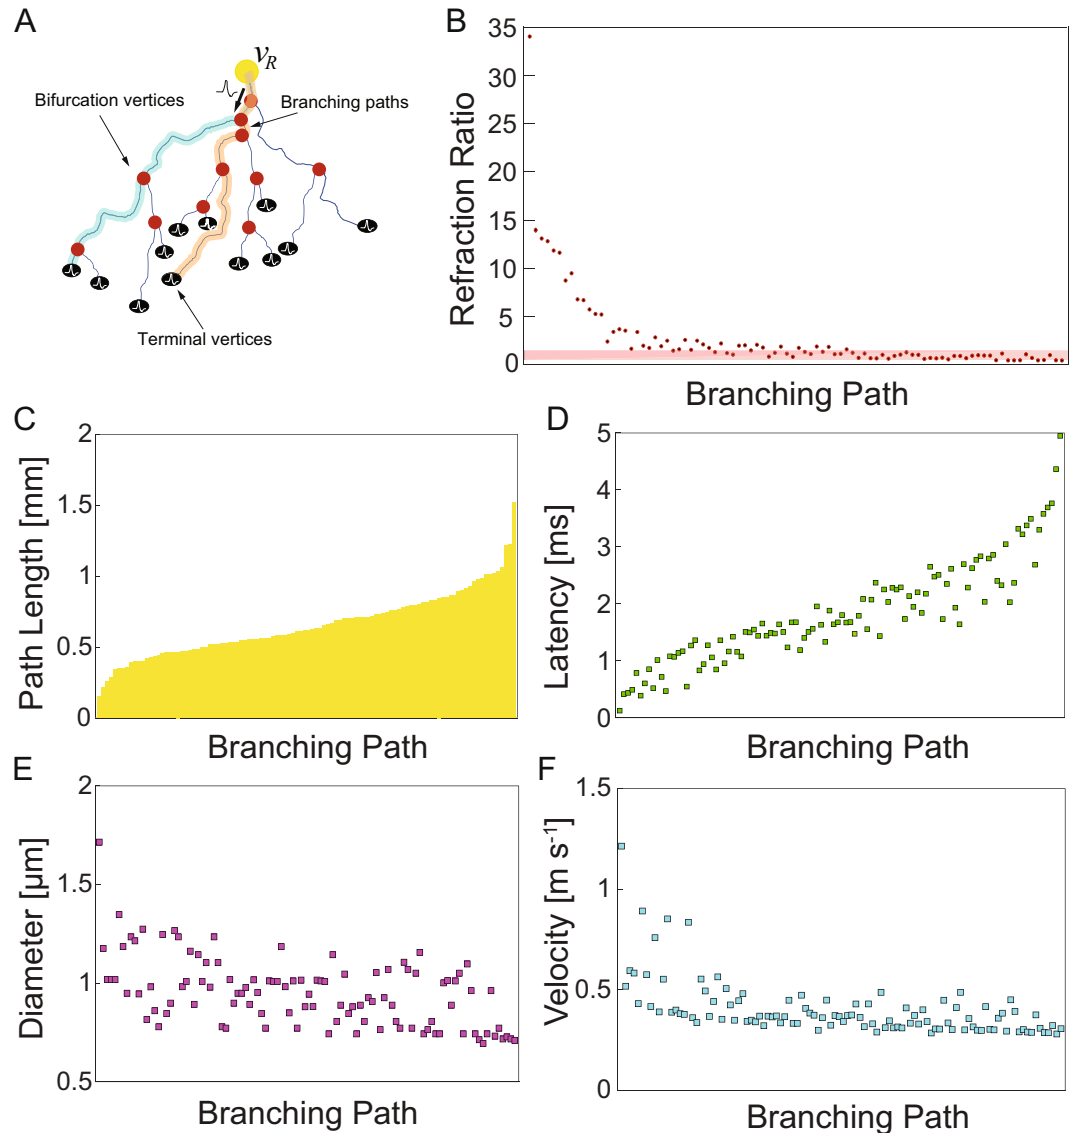 A
v_R
Bifurcation vertices
Branching paths
Terminal vertices
B
Refraction Ratio
35
30
25
20
15
10
5
0
Branching Path
C
Path Length [mm]
2
1.5
1
0.5
0
Branching Path
D
Latency [ms]
5
4
3
2
1
0
Branching Path
E
Diameter [µm]
2
1.5
1
0.5
Branching Path
F
Velocity [m s⁻¹]
1.5
1
0.5
0
Branching Path